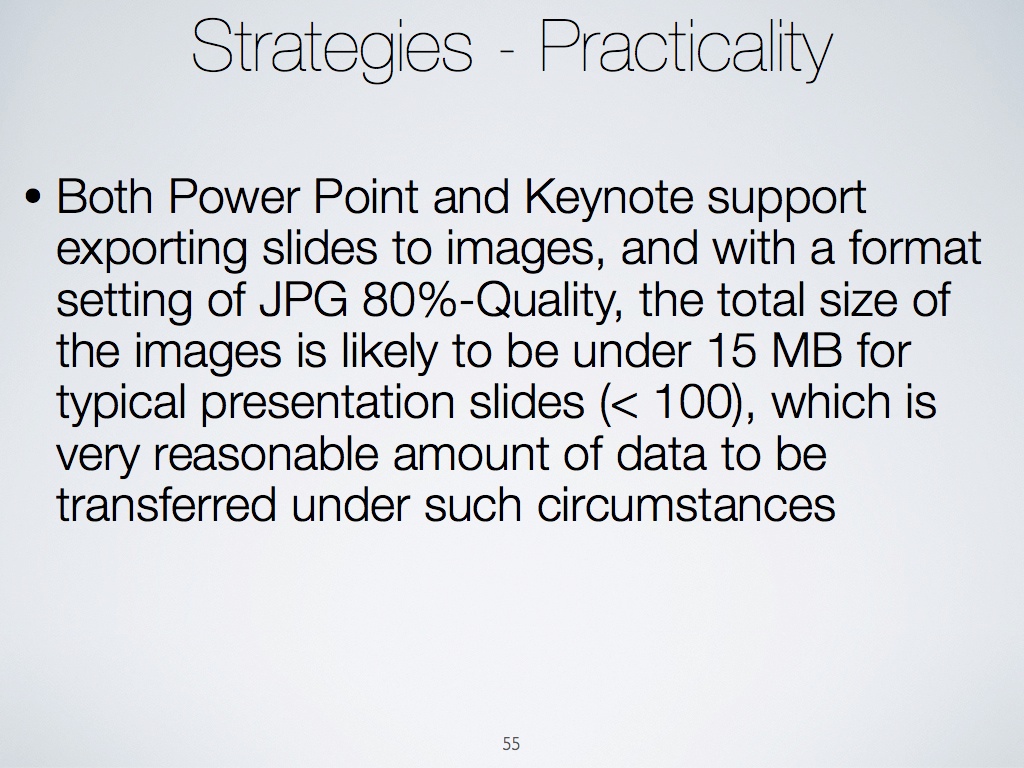 Strategies - Practicality
• Both Power Point and Keynote support
exporting slides to images, and with a format
setting of JPG 80%-Quality, the total size of
the images is likely to be under 15 MB for
typical presentation slides (< 100), which is
very reasonable amount of data to be
transferred under such circumstances
55